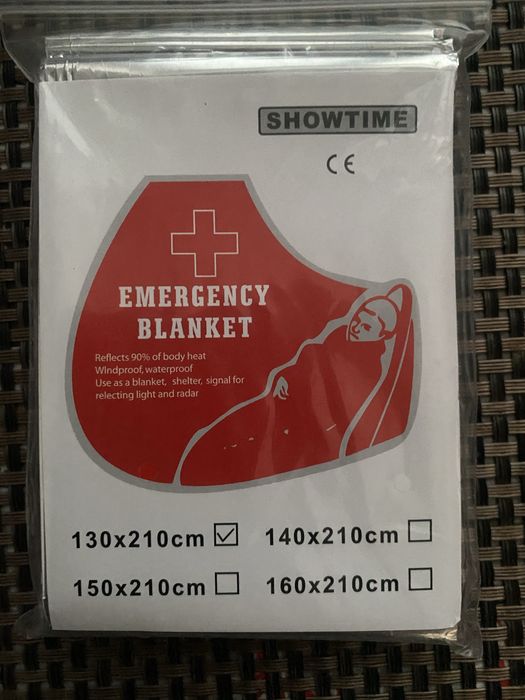 SHOWTIME
CE
EMERGENCY
BLANKET
Reflects 90% of body heat
Windproof, waterproof
Use as a blanket, shelter, signal for
relecting light and radar
130x210cm ☑ 140x210cm ☐
150x210cm ☐ 160x210cm ☐